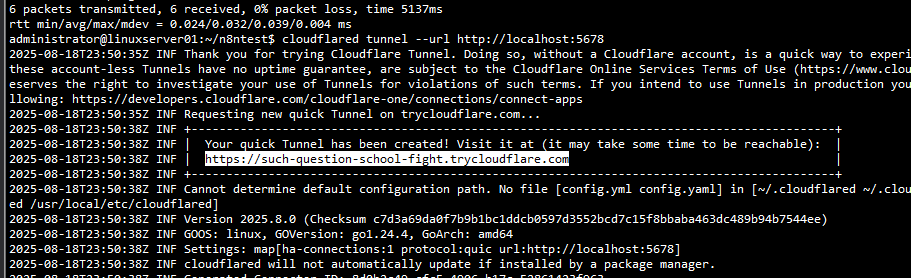 6 packets transmitted, 6 received, 0% packet loss, time 5137ms
rtt min/avg/max/mdev = 0.024/0.032/0.039/0.004 ms
administrator@linuxserver01:~/n8ntest$ cloudflared tunnel --url http://localhost:5678
2025-08-18T23:50:35Z INF Thank you for trying Cloudflare Tunnel. Doing so, without a Cloudflare account, is a quick way to experi
these account-less Tunnels have no uptime guarantee, are subject to the Cloudflare Online Services Terms of Use (https://www.clou
eserves the right to investigate your use of Tunnels for violations of such terms. If you intend to use Tunnels in production you
llowing: https://developers.cloudflare.com/cloudflare-one/connections/connect-apps
2025-08-18T23:50:35Z INF Requesting new quick Tunnel on trycloudflare.com...
2025-08-18T23:50:38Z INF +--------------------------------------------------------------------------------------------+
2025-08-18T23:50:38Z INF |  Your quick Tunnel has been created! Visit it at (it may take some time to be reachable):  |
2025-08-18T23:50:38Z INF |  https://such-question-school-fight.trycloudflare.com                                      |
2025-08-18T23:50:38Z INF +--------------------------------------------------------------------------------------------+
2025-08-18T23:50:38Z INF Cannot determine default configuration path. No file [config.yml config.yaml] in [~/.cloudflared ~/.clo
ed /usr/local/etc/cloudflared]
2025-08-18T23:50:38Z INF Version 2025.8.0 (Checksum c7d3a69da0f7b9b1bc1ddcb0597d3552bcd7c15f8bbaba463dc489b94b7544ee)
2025-08-18T23:50:38Z INF GOOS: linux, GOVersion: go1.24.4, GoArch: amd64
2025-08-18T23:50:38Z INF Settings: map[ha-connections:1 protocol:quic url:http://localhost:5678]
2025-08-18T23:50:38Z INF cloudflared will not automatically update if installed by a package manager.